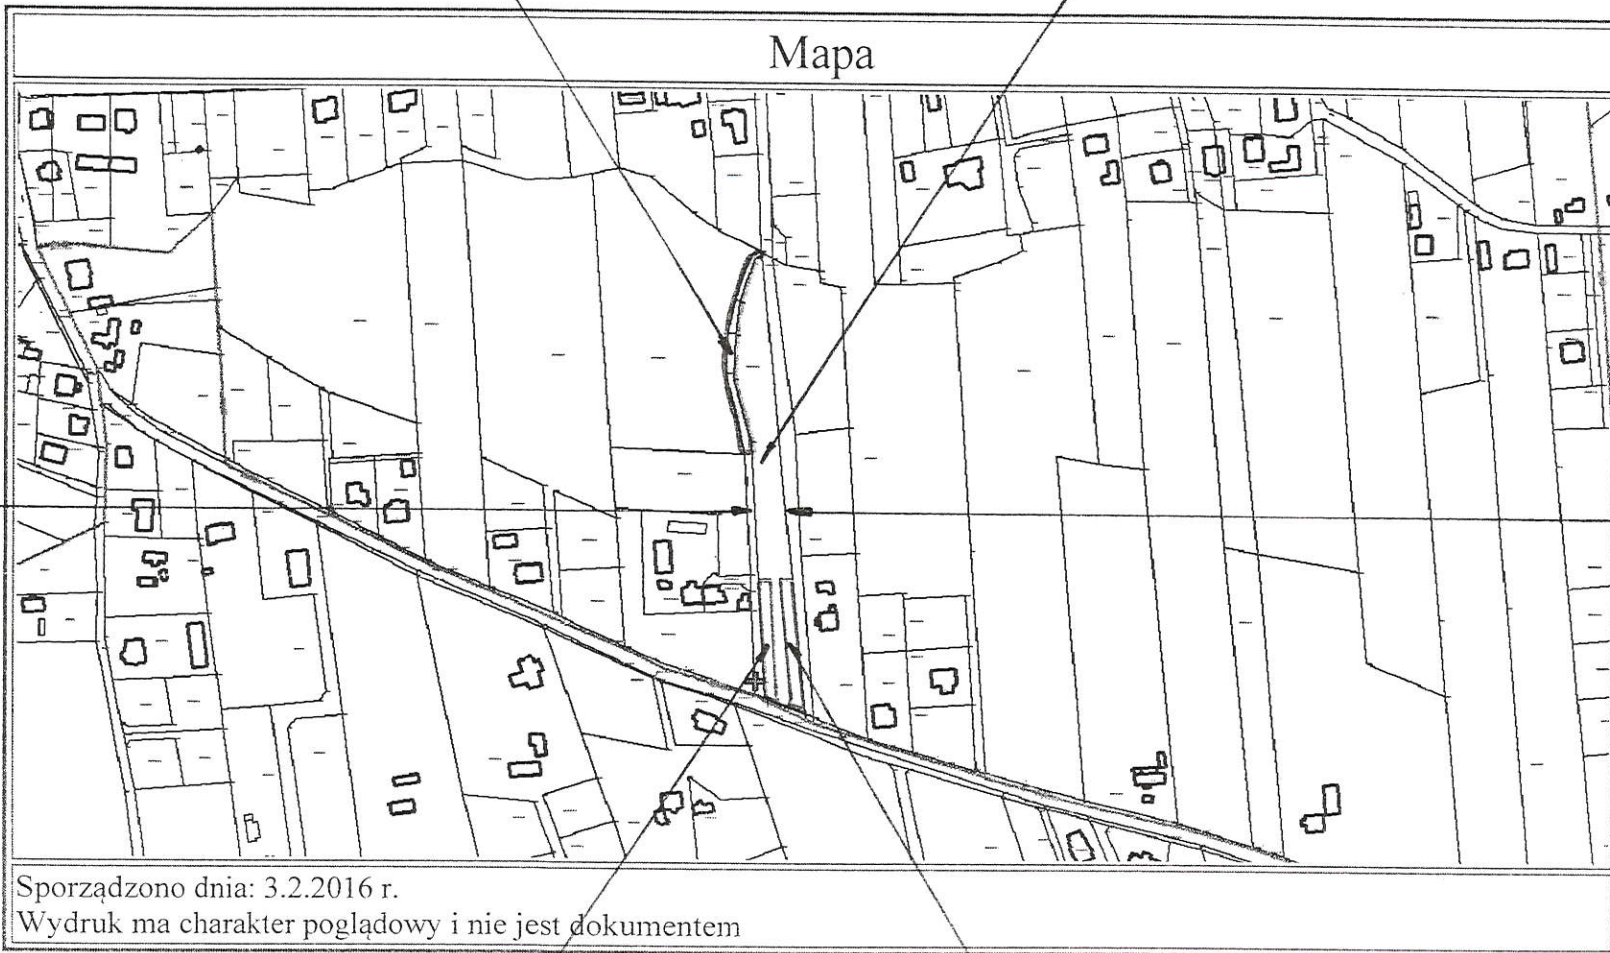 Mapa
Sporządzono dnia: 3.2.2016 r.
Wydruk ma charakter poglądowy i nie jest dokumentem